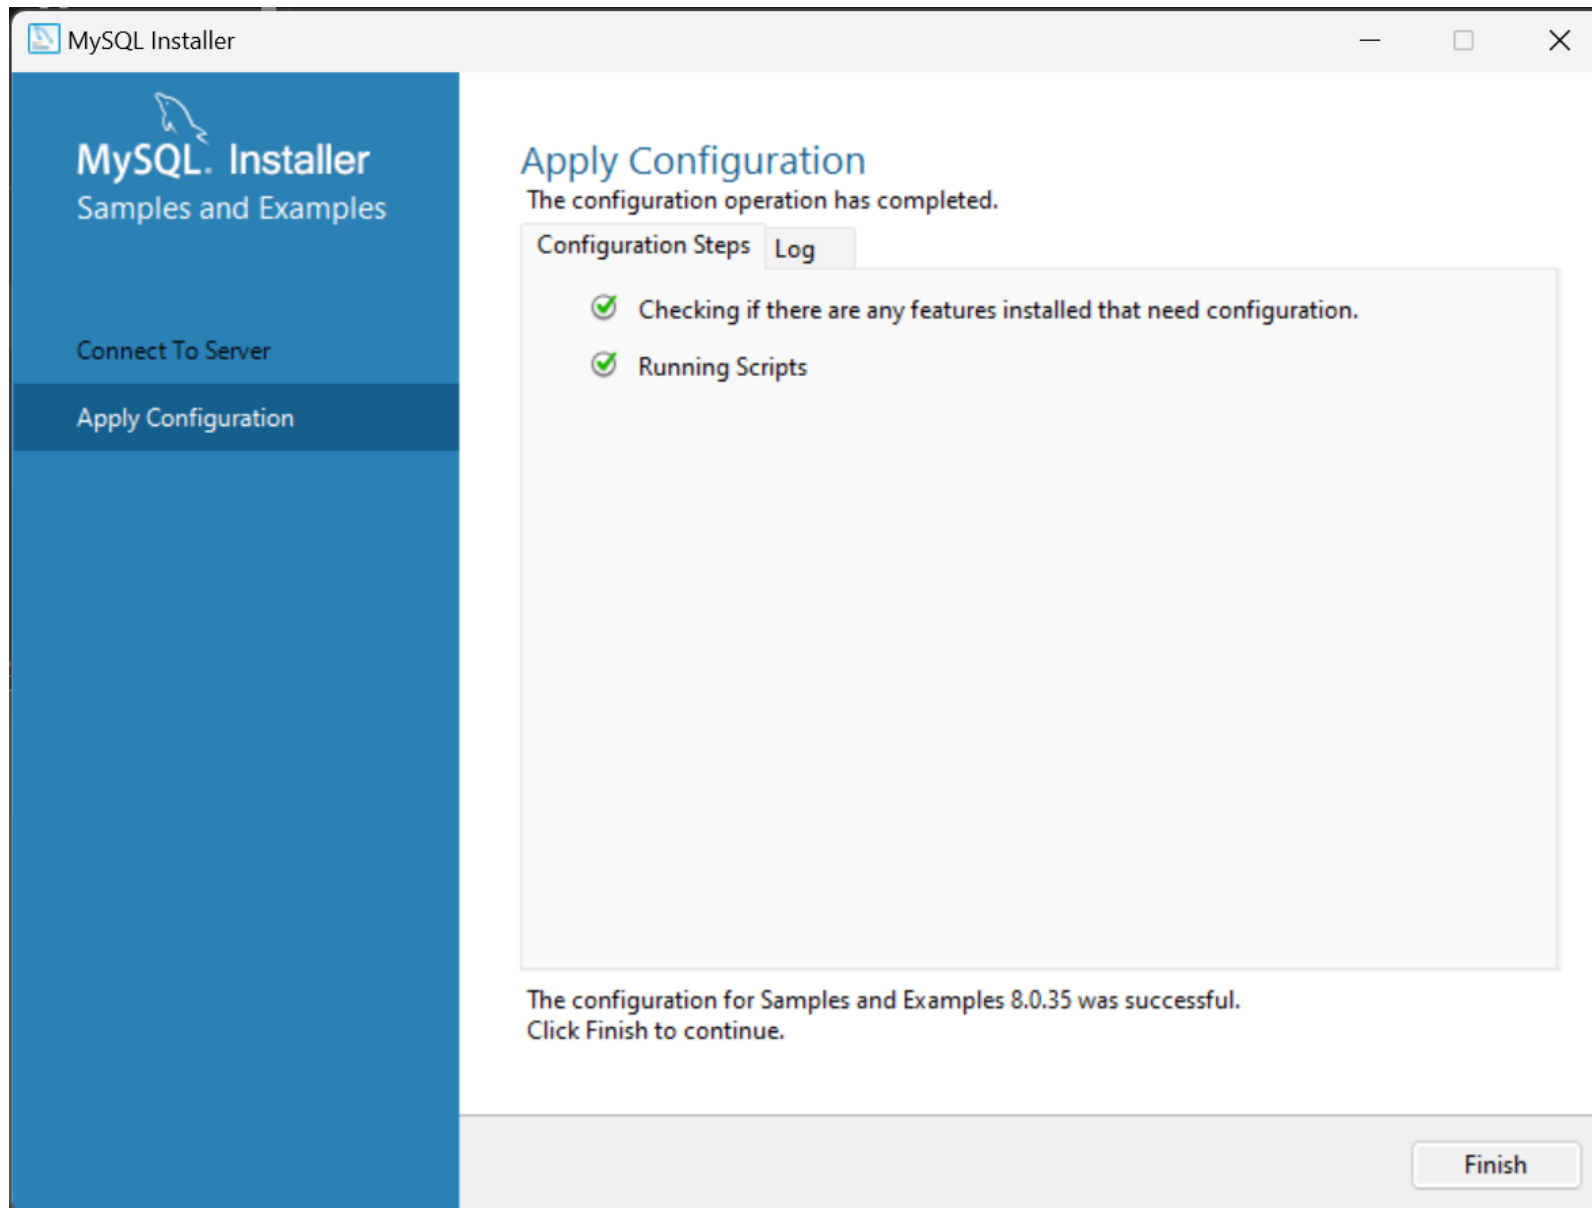 MySQL Installer
MySQL. Installer
Samples and Examples
Connect To Server
Apply Configuration
Apply Configuration
The configuration operation has completed.
Configuration Steps
Log
Checking if there are any features installed that need configuration.
Running Scripts
The configuration for Samples and Examples 8.0.35 was successful.
Click Finish to continue.
Finish